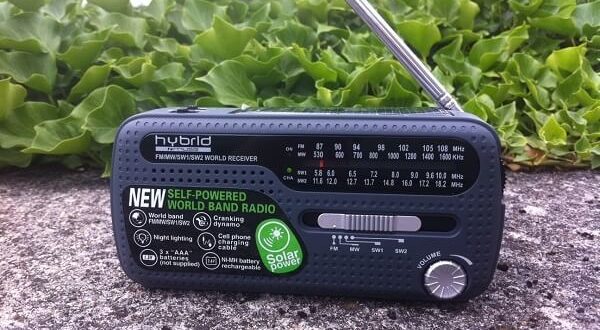 hybrid
FM/MW/SW1/SW2 WORLD RECEIVER
ON FM 87 90 94 98 102 105 108 MHz
MW 530 600 700 800 1000 1200 1400 1600 KHz
CHA SW1 5.8 6.0 6.5 7.2 8.0 9.0 9.6 10.0 MHz
SW2 11.6 12.0 12.7 13.7 14.8 16.0 17.2 18.2 MHz
NEW SELF-POWERED
WORLD BAND RADIO
World band
FM/MW/SW1/SW2
Cranking
dynamo
Night lighting
Cell phone
charging
cable
3 x "AAA"
batteries
(not supplied)
Ni-MH battery
rechargeable
Solar
power
FM MW SW1 SW2
VOLUME